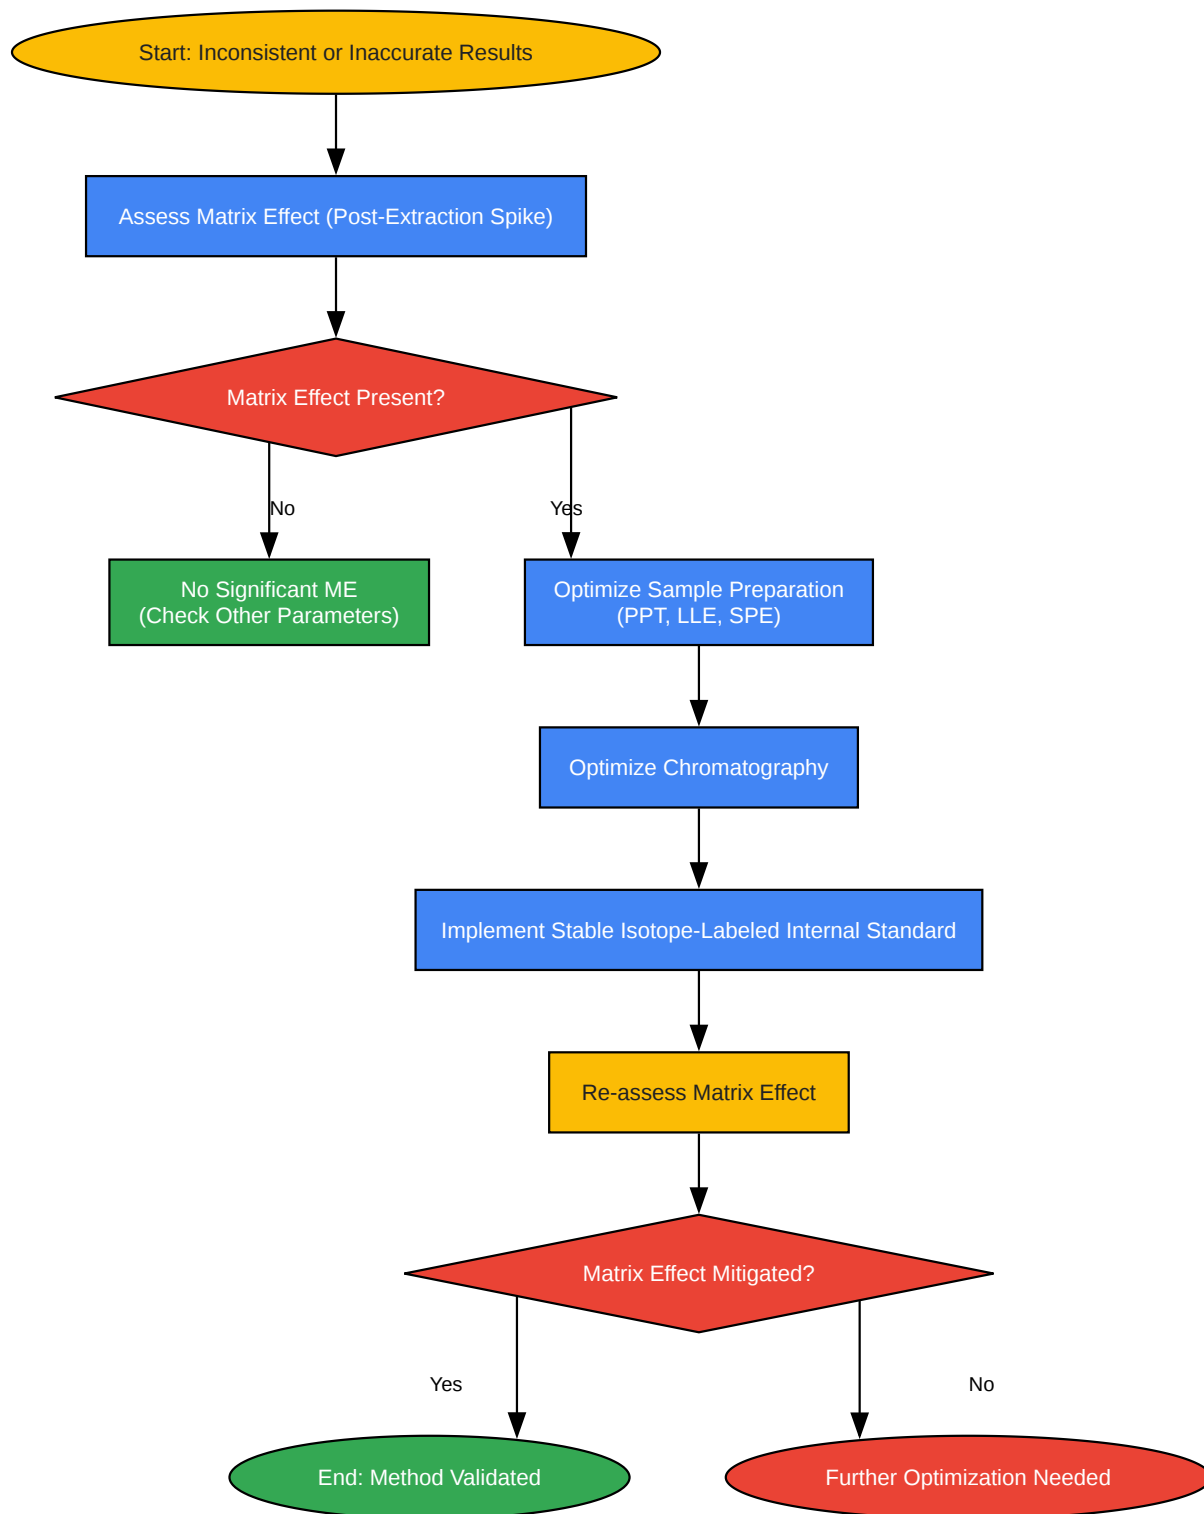 Start: Inconsistent or Inaccurate Results
Assess Matrix Effect (Post-Extraction Spike)
Matrix Effect Present?
No
Yes
No Significant ME
(Check Other Parameters)
Optimize Sample Preparation
(PPT, LLE, SPE)
Optimize Chromatography
Implement Stable Isotope-Labeled Internal Standard
Re-assess Matrix Effect
Matrix Effect Mitigated?
Yes
No
End: Method Validated
Further Optimization Needed